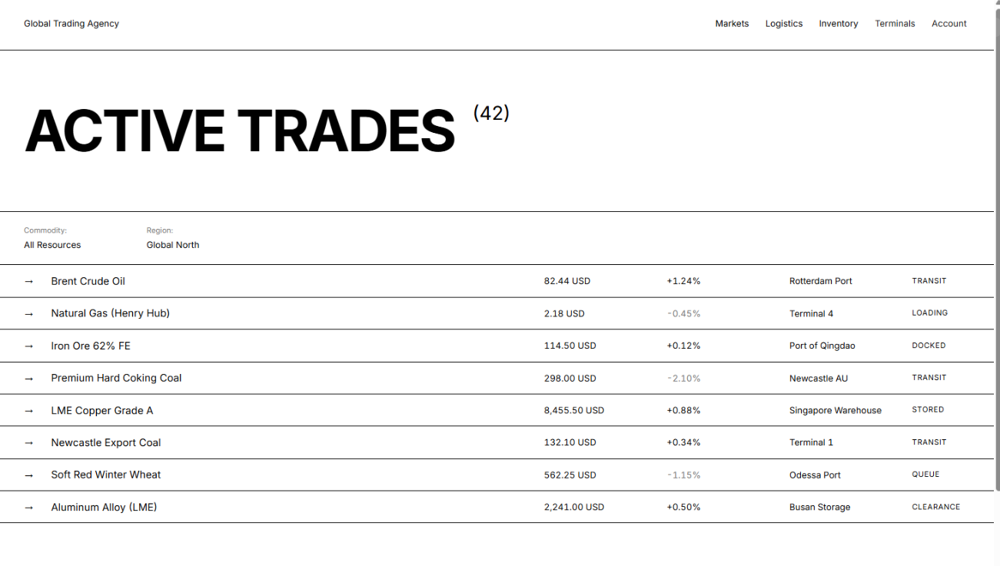 Global Trading Agency Markets Logistics Inventory Terminals Account
ACTIVE TRADES (42)
Commodity: Region:
All Resources Global North
→ Brent Crude Oil 82.44 USD +1.24% Rotterdam Port TRANSIT
→ Natural Gas (Henry Hub) 2.18 USD -0.45% Terminal 4 LOADING
→ Iron Ore 62% FE 114.50 USD +0.12% Port of Qingdao DOCKED
→ Premium Hard Coking Coal 298.00 USD -2.10% Newcastle AU TRANSIT
→ LME Copper Grade A 8,455.50 USD +0.88% Singapore Warehouse STORED
→ Newcastle Export Coal 132.10 USD +0.34% Terminal 1 TRANSIT
→ Soft Red Winter Wheat 562.25 USD -1.15% Odessa Port QUEUE
→ Aluminum Alloy (LME) 2,241.00 USD +0.50% Busan Storage CLEARANCE